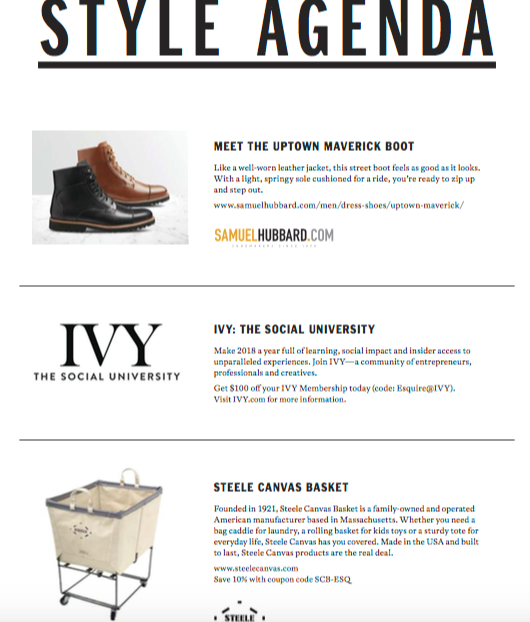 STYLE AGENDA
MEET THE UPTOWN MAVERICK BOOT
Like a well-worn leather jacket, this street boot feels as good as it looks.
With a light, springy sole cushioned for a ride, you're ready to zip up
and step out.
www.samuelhubbard.com/men/dress-shoes/uptown-maverick/
SAMUELHUBBARD.COM
IVY
THE SOCIAL UNIVERSITY
IVY: THE SOCIAL UNIVERSITY
Make 2018 a year full of learning, social impact and insider access to
unparalleled experiences. Join IVY—a community of entrepreneurs,
professionals and creatives.
Get $100 off your IVY Membership today (code: Esquire@IVY).
Visit IVY.com for more information.
STEELE CANVAS BASKET
Founded in 1921, Steele Canvas Basket is a family-owned and operated
American manufacturer based in Massachusetts. Whether you need a
bag caddie for laundry, a rolling basket for kids toys or a sturdy tote for
everyday life, Steele Canvas has you covered. Made in the USA and built
to last, Steele Canvas products are the real deal.
www.steelecanvas.com
Save 10% with coupon code SCB-ESQ
STEELE